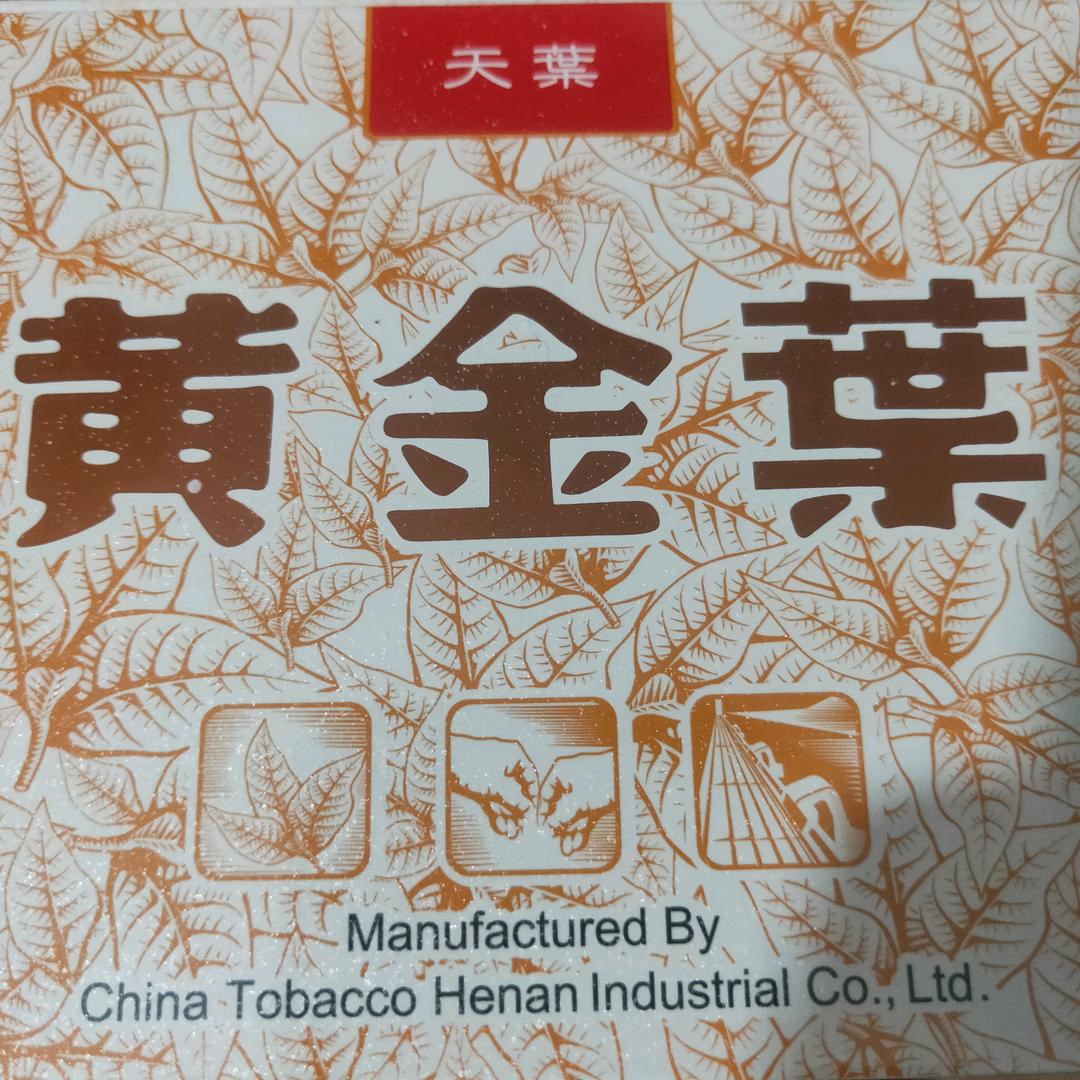 天葉
黃金葉
Manufactured By
China Tobacco Henan Industrial Co., Ltd.